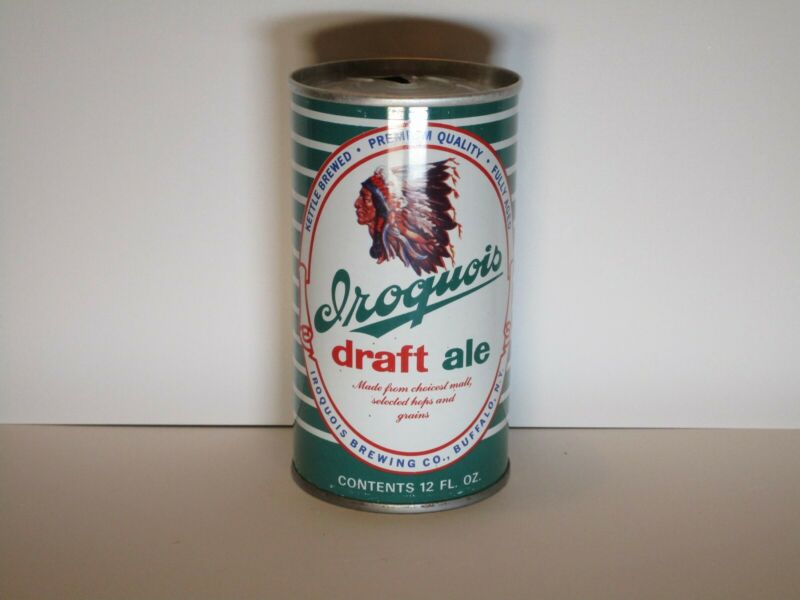 KETTLE BREWED • PREMIUM QUALITY • FULLY AGED
Iroquois
draft ale
Made from choicest malt,
selected hops and
grains
IROQUOIS BREWING CO., BUFFALO, N.Y.
CONTENTS 12 FL. OZ.